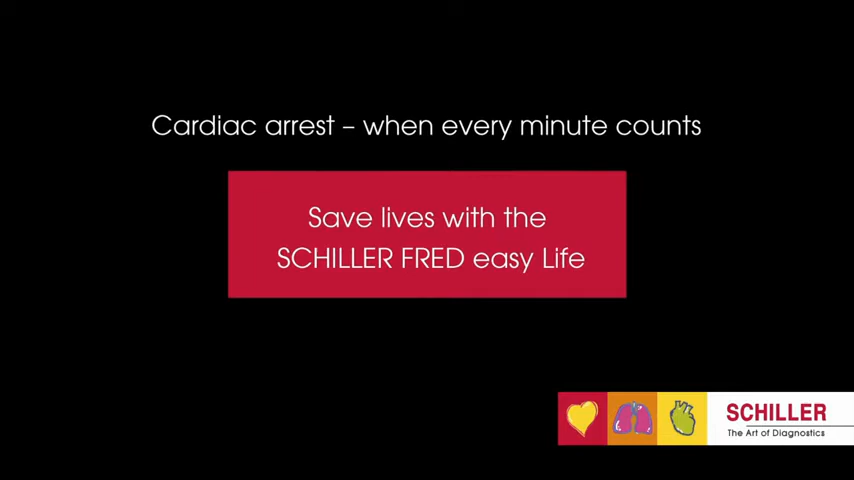 Cardiac arrest – when every minute counts
Save lives with the
SCHILLER FRED easy Life
SCHILLER
The Art of Diagnostics